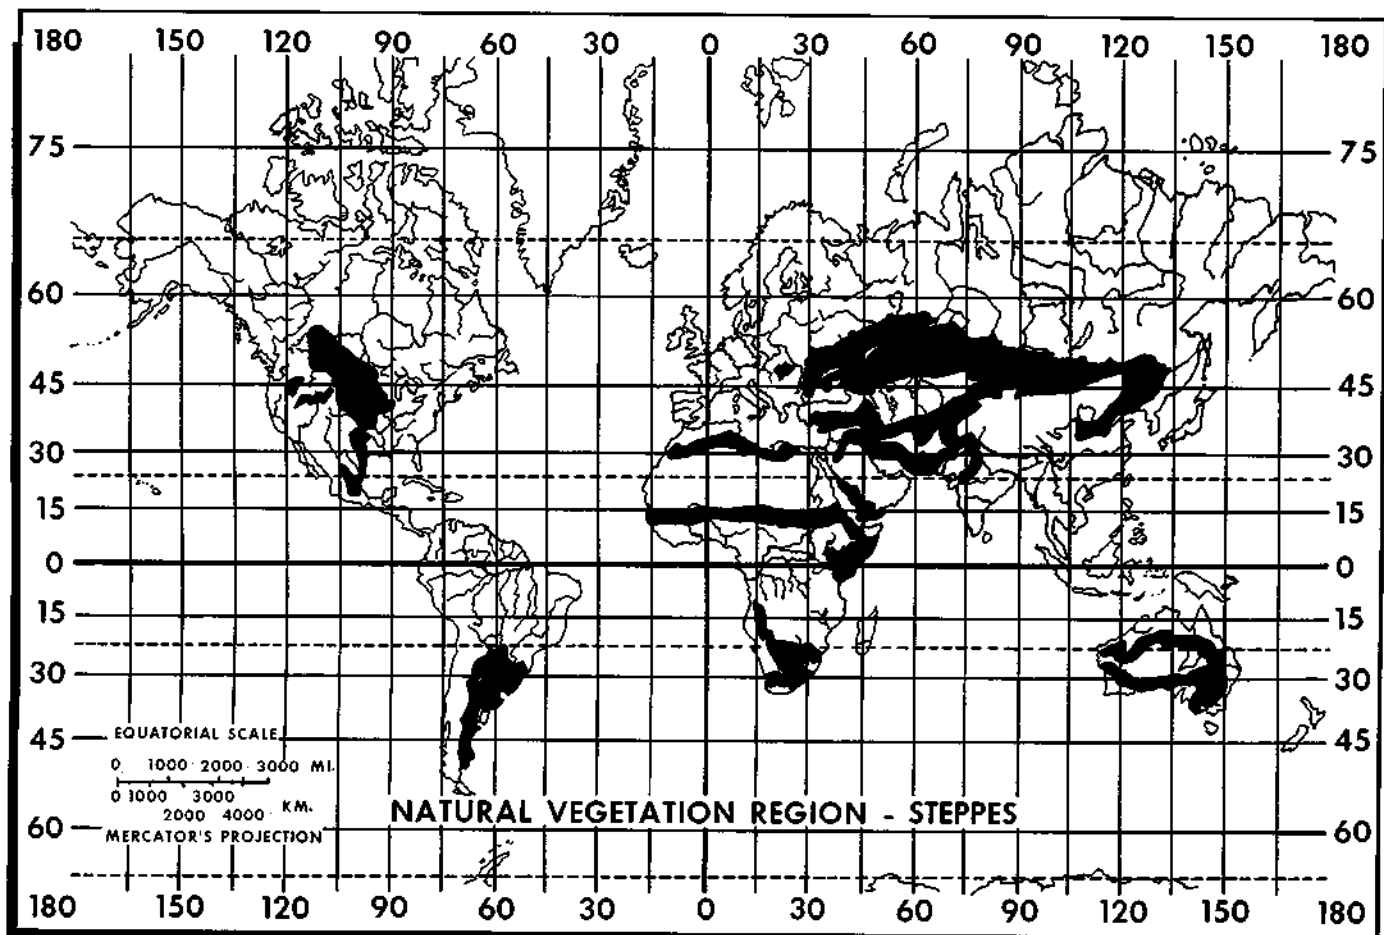 180 150 120 90 60 30 0 30 60 90 120 150 180
75 75
60 60
45 45
30 30
15 15
0 0
15 15
30 30
EQUATORIAL SCALE
45 45
0 1000 2000 3000 MI.
0 1000 3000
2000 4000 KM.
NATURAL VEGETATION REGION - STEPPES
60 60
MERCATOR'S PROJECTION
180 150 120 90 60 30 0 30 60 90 120 150 180